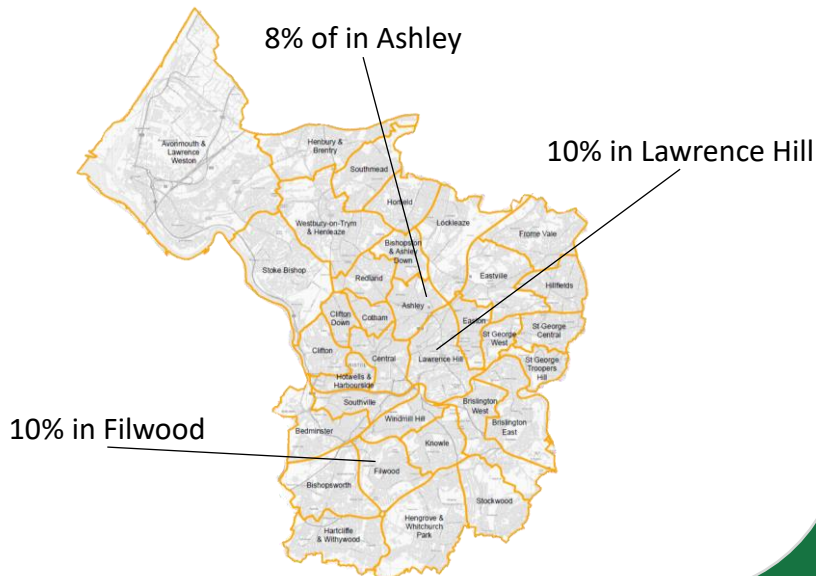 8% of in Ashley
10% in Lawrence Hill
10% in Filwood
Avonmouth &
Lawrence
Weston
Henbury &
Brentry
Southmead
Horfield
Lockleaze
Westbury-on-Trym
& Henleaze
Bishopston
& Ashley
Down
Frome Vale
Stoke Bishop
Redland
Eastville
Hillfields
Ashley
Clifton
Down
Cotham
Easton
St George
West
St George
Central
Clifton
Central
Lawrence Hill
St George
Troopers
Hill
Hotwells &
Harbourside
Southville
Windmill Hill
Brislington
West
Brislington
East
Bedminster
Knowle
Filwood
Bishopsworth
Stockwood
Hartcliffe
& Withywood
Hengrove &
Whitchurch
Park